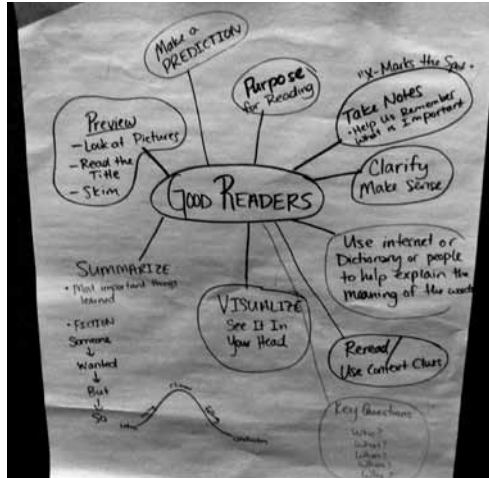 Make a
PREDICTION
Purpose
for Reading
"X-Marks the Spot"
TAKE NOTES
• Help Us Remember
what is Important
Preview
- Look at Pictures
- Read the
Title
- Skim
GOOD READERS
Clarify
Make Sense
Use internet or
Dictionary or people
to help explain the
meaning of the words
SUMMARIZE
• Most important things
learned
• FICTION
Someone
Wanted
But
So
VISUALIZE
See It In
Your Head
Reread/
Use Context Clues
Key Questions
Who?
What?
When?
Where?
Why?